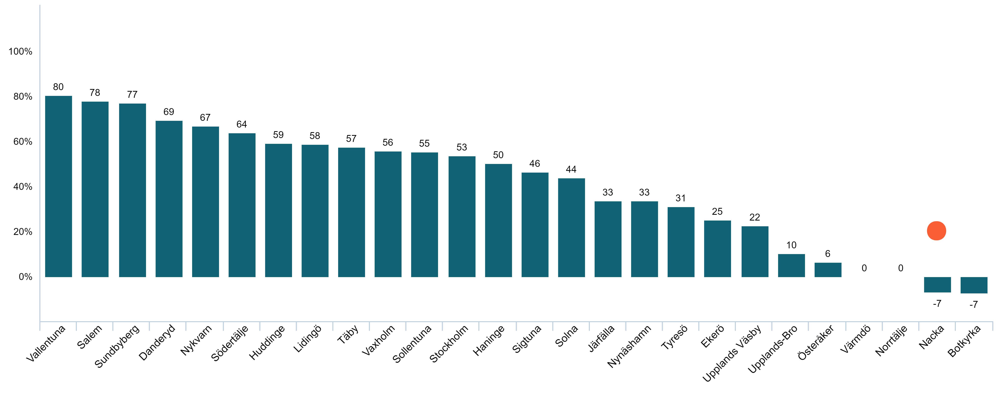 100%
80%
60%
40%
20%
0%
80
78
77
69
67
64
59
58
57
56
55
53
50
46
44
33
33
31
25
22
10
6
0
0
-7
-7
Vallentuna
Salem
Sundbyberg
Danderyd
Nykvarn
Södertälje
Huddinge
Lidingö
Täby
Vaxholm
Sollentuna
Stockholm
Haninge
Sigtuna
Solna
Järfälla
Nynäshamn
Tyresö
Ekerö
Upplands Väsby
Upplands-Bro
Österåker
Värmdö
Norrtälje
Nacka
Botkyrka